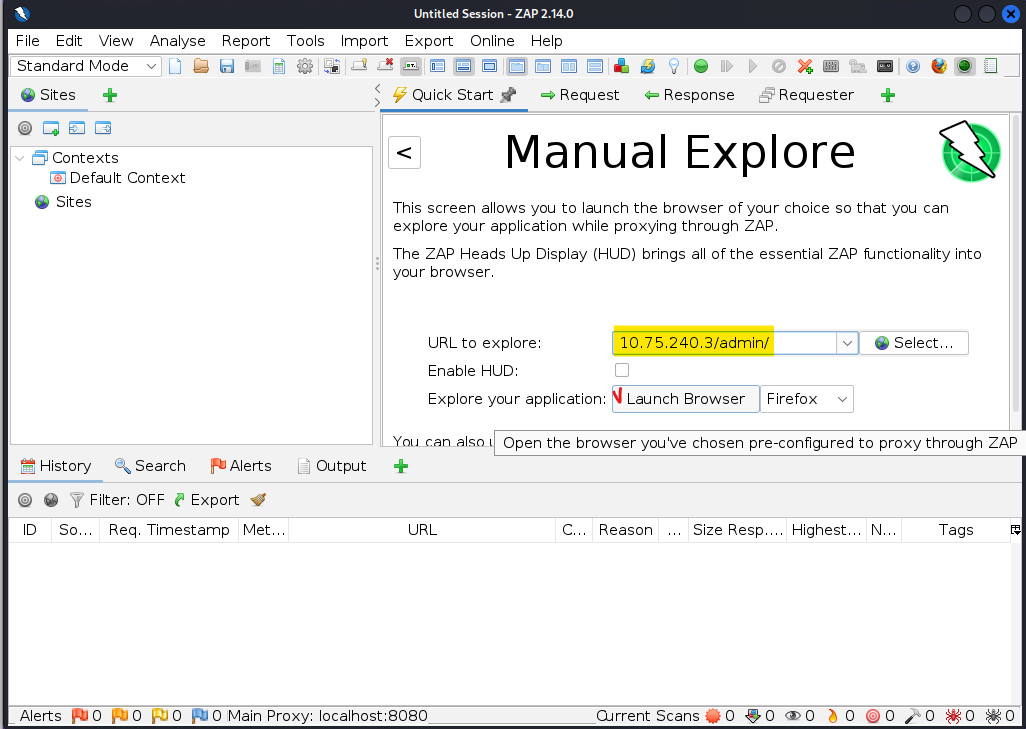 Untitled Session - ZAP 2.14.0
File Edit View Analyse Report Tools Import Export Online Help
Standard Mode
Sites
Quick Start Request Response Requester
<
Manual Explore
Contexts
Default Context
Sites
This screen allows you to launch the browser of your choice so that you can
explore your application while proxying through ZAP.
The ZAP Heads Up Display (HUD) brings all of the essential ZAP functionality into
your browser.
URL to explore: 10.75.240.3/admin/ Select...
Enable HUD:
Explore your application: Launch Browser Firefox
You can also
Open the browser you've chosen pre-configured to proxy through ZAP
History Search Alerts Output
Filter: OFF Export
ID So... Req. Timestamp Met... URL C... Reason ... Size Resp.... Highest... N... Tags
Alerts 0 0 0 0 Main Proxy: localhost:8080 Current Scans 0 0 0 0 0 0 0 0